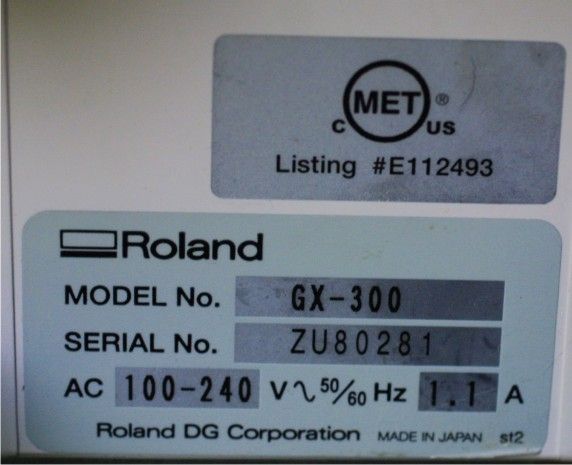 MET ®
C US
Listing #E112493
Roland
MODEL No. GX-300
SERIAL No. ZU80281
AC 100-240 V∿50/60 Hz 1.1 A
Roland DG Corporation MADE IN JAPAN st2